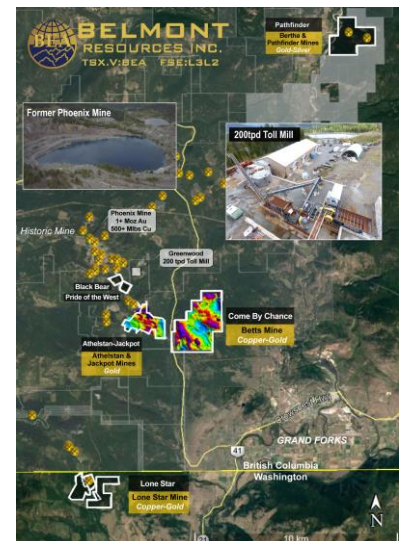 BEA
BELMONT
RESOURCES INC.
TSX.V:BEA FSE:L3L2
Pathfinder
Bertha &
Pathfinder Mines
Gold-Silver
Former Phoenix Mine
200tpd Toll Mill
Phoenix Mine
1+ Moz Au
500+ Mlbs Cu
Historic Mine
Greenwood
200 tpd Toll Mill
Black Bear
Pride of the West
Come By Chance
Betts Mine
Copper-Gold
Athelstan-Jackpot
Athelstan &
Jackpot Mines
Gold
GRAND FORKS
41
British Columbia
Washington
Lone Star
Lone Star Mine
Copper-Gold
N
21
10 km